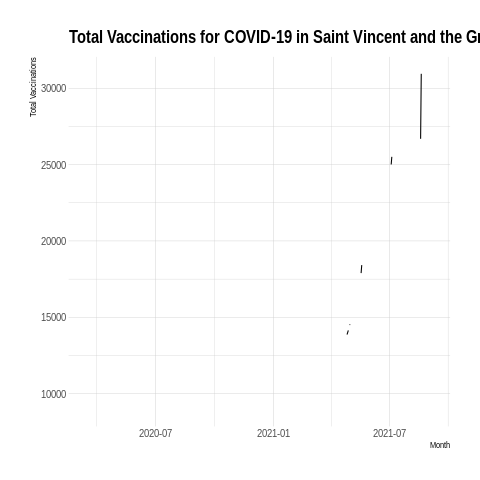 Total Vaccinations for COVID-19 in Saint Vincent and the Gr
Total Vaccinations
30000
25000
20000
15000
10000
2020-07 2021-01 2021-07
Month